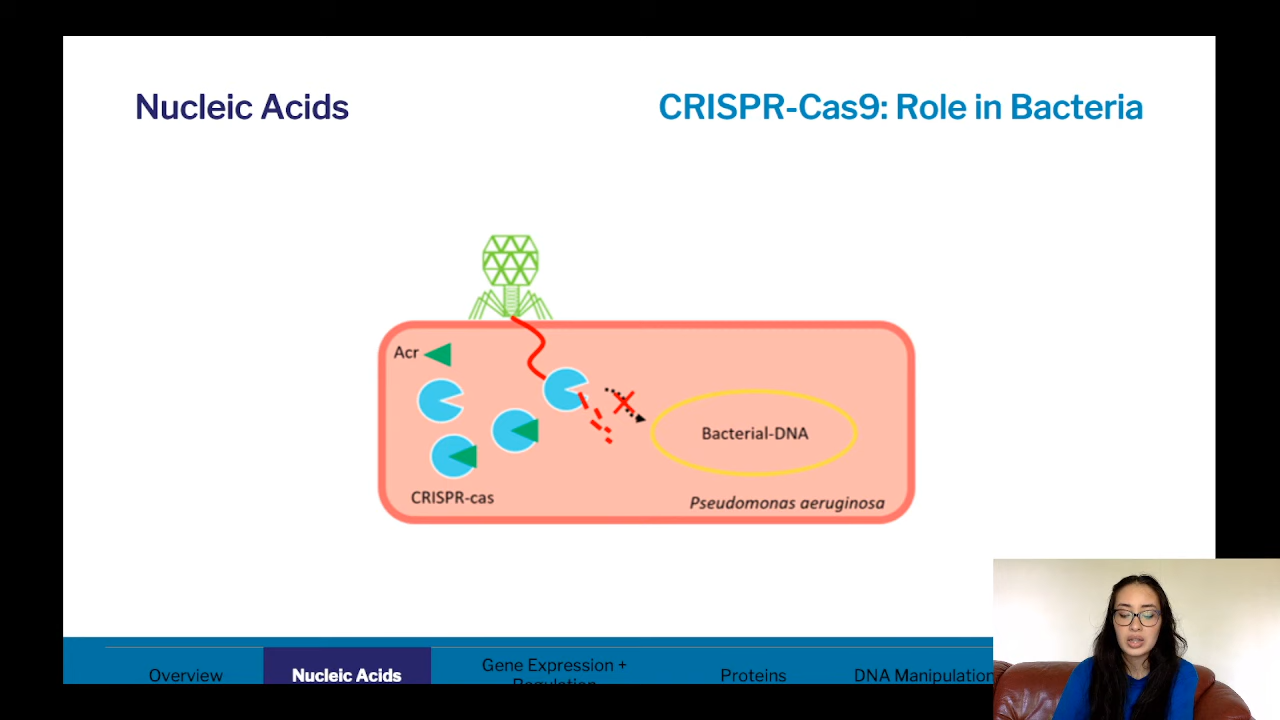 Nucleic Acids
CRISPR-Cas9: Role in Bacteria
Acr
Bacterial-DNA
CRISPR-cas
Pseudomonas aeruginosa
Overview
Nucleic Acids
Gene Expression +
Regulation
Proteins
DNA Manipulation